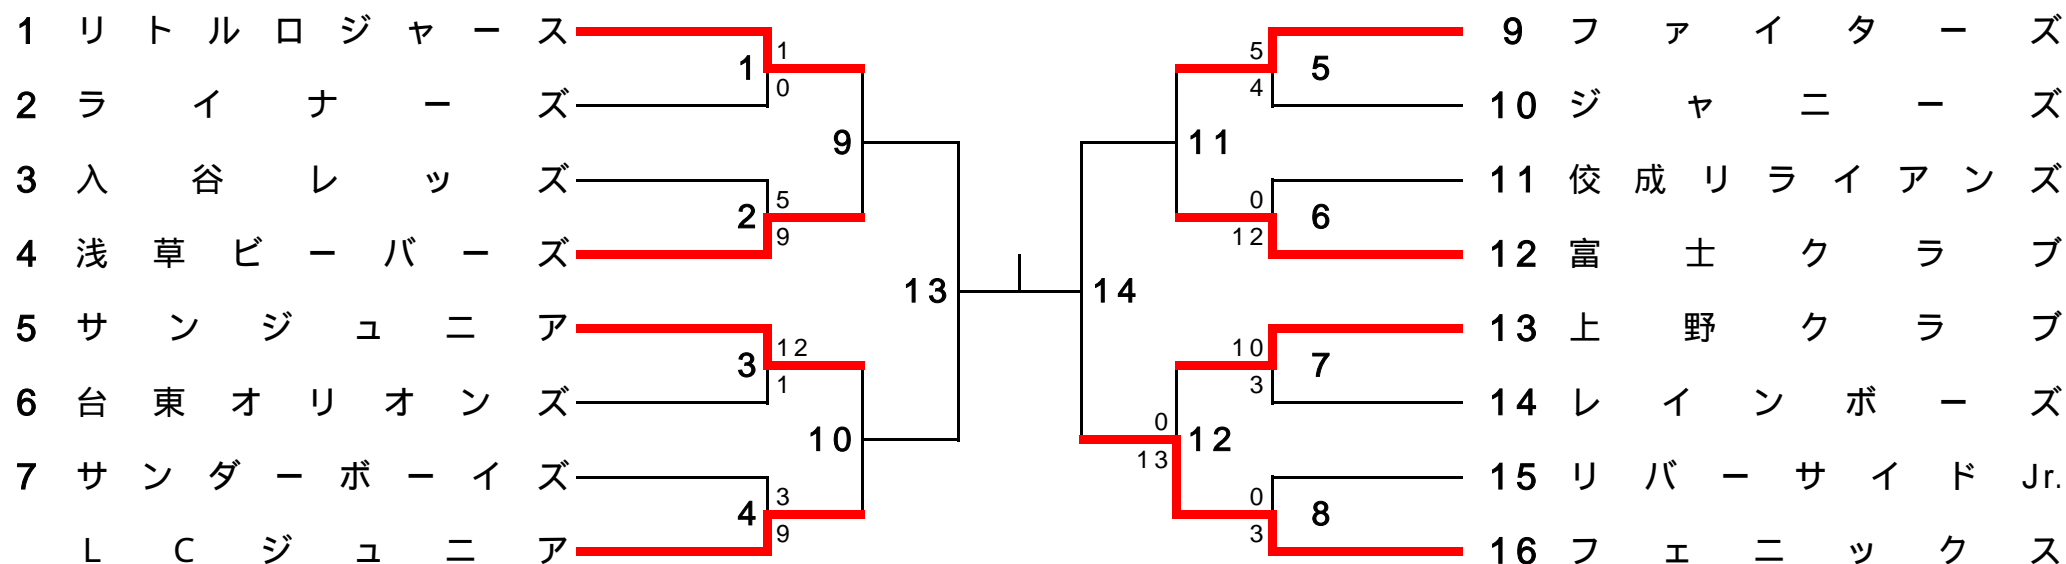 1 リトルロジャース
1
0
1
2 ライナーズ
9
3 入谷レッズ
5
9
2
4 浅草ビーバーズ
13
5 サンジュニア
12
1
3
6 台東オリオンズ
10
7 サンダーボーイズ
3
9
4
LCジュニア
9 ファイターズ
5
4
5
10 ジャニーズ
11
11 佼成リライアンズ
0
12
6
12 富士クラブ
14
13 上野クラブ
10
3
7
14 レインボーズ
0
13
12
15 リバーサイドJr.
0
3
8
16 フェニックス